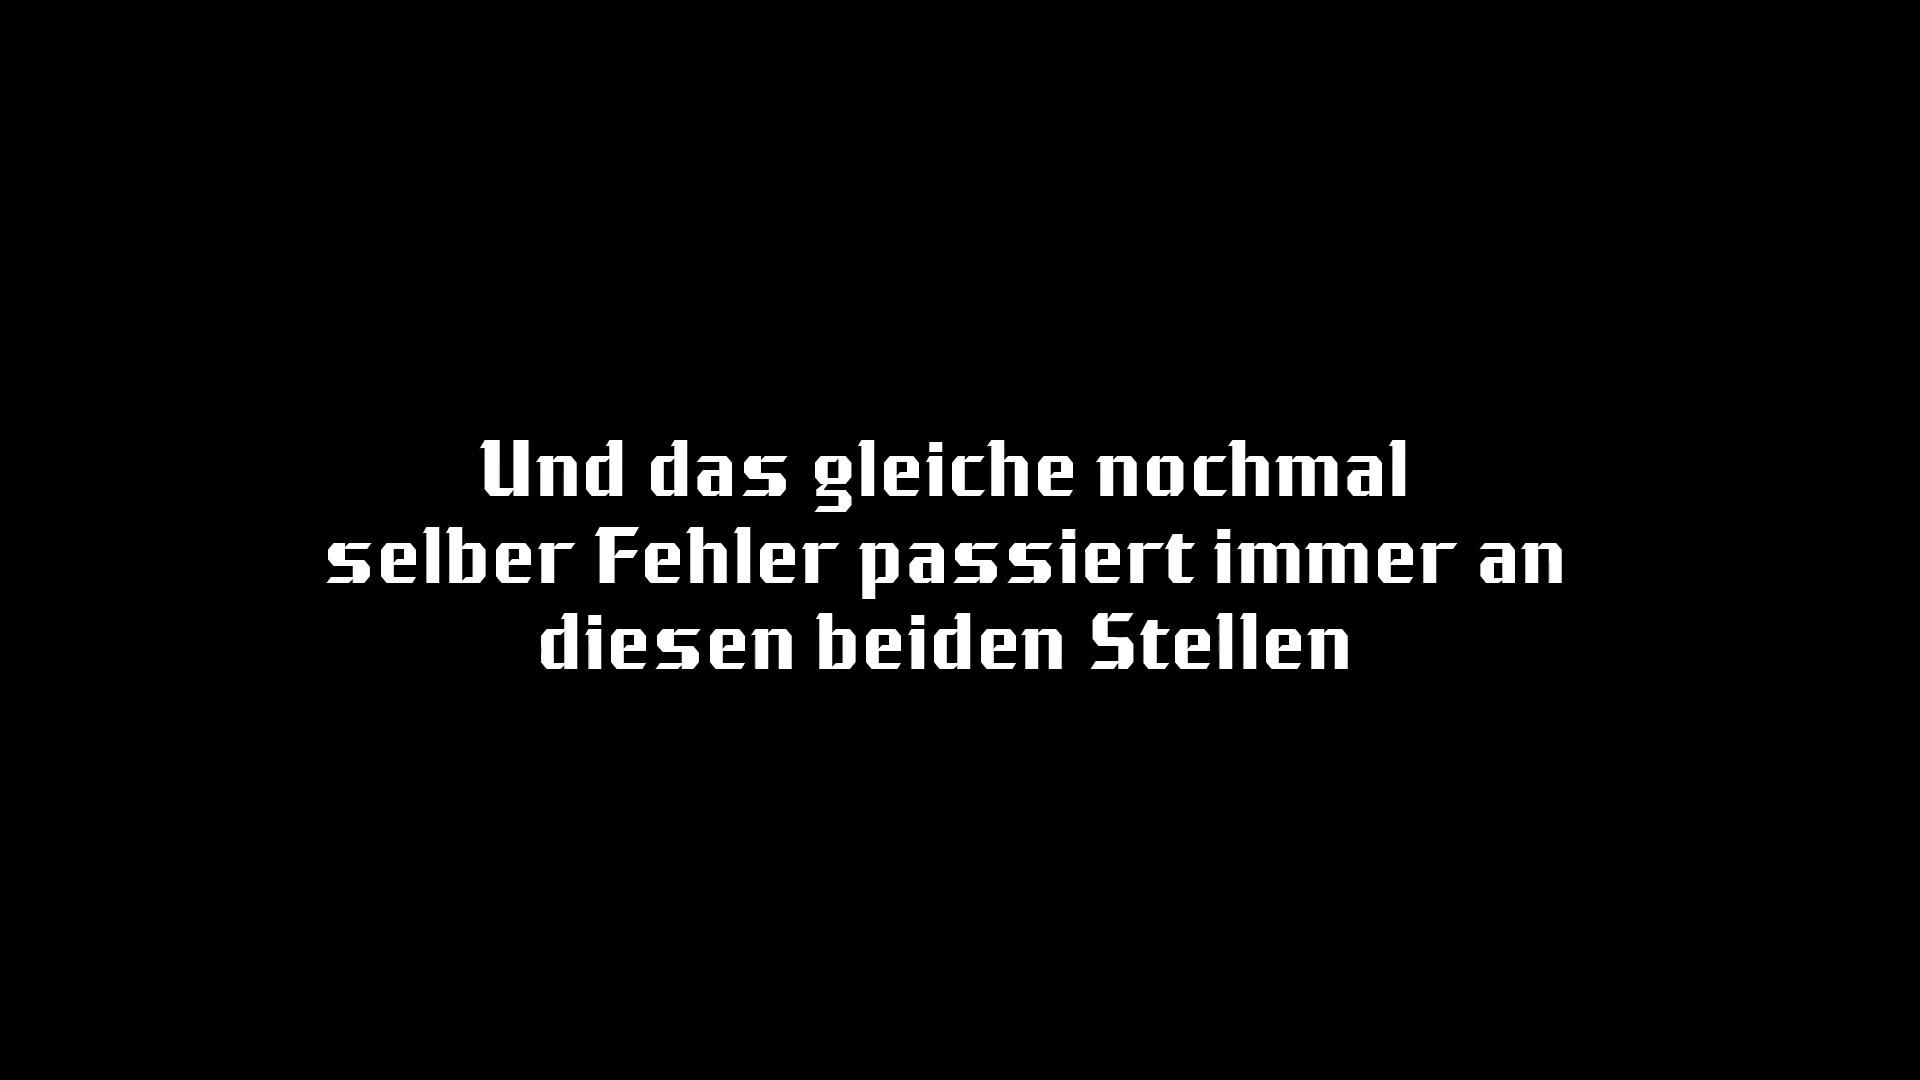 Und das gleiche nochmal
selber Fehler passiert immer an
diesen beiden Stellen